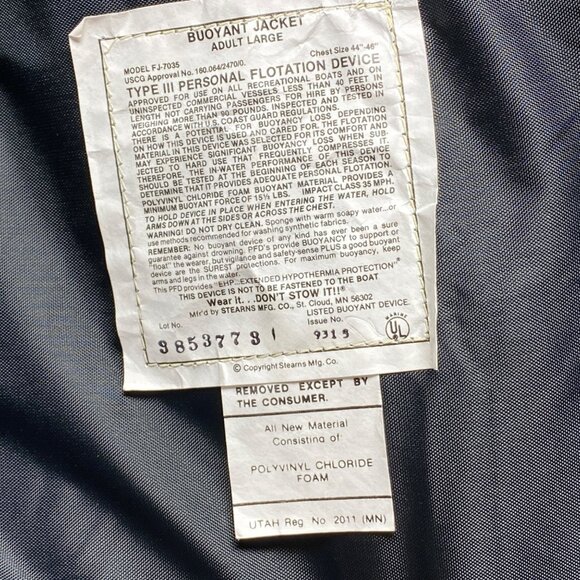 BUOYANT JACKET
ADULT LARGE
MODEL FJ-7035 Chest Size 44"-46"
USCG Approval No. 160.064/2470/0.
TYPE III PERSONAL FLOTATION DEVICE
APPROVED FOR USE ON ALL RECREATIONAL BOATS AND ON
UNINSPECTED COMMERCIAL VESSELS LESS THAN 40 FEET IN
LENGTH NOT CARRYING PASSENGERS FOR HIRE BY PERSONS
WEIGHING MORE THAN 90 POUNDS. INSPECTED AND TESTED IN
ACCORDANCE WITH U.S. COAST GUARD REGULATIONS.
THERE IS A POTENTIAL FOR BUOYANCY LOSS DEPENDING
ON HOW THIS DEVICE IS USED AND CARED FOR. THE FLOTATION
MATERIAL IN THIS DEVICE WAS SELECTED FOR ITS COMFORT AND
MAY EXPERIENCE SIGNIFICANT BUOYANCY LOSS WHEN SUB-
JECTED TO HARD USE THAT FREQUENTLY COMPRESSES IT.
THEREFORE, THE IN-WATER PERFORMANCE OF THIS DEVICE
SHOULD BE TESTED AT THE BEGINNING OF EACH SEASON TO
DETERMINE THAT IT PROVIDES ADEQUATE PERSONAL FLOTATION.
POLYVINYL CHLORIDE FOAM BUOYANT MATERIAL PROVIDES A
MINIMUM BUOYANT FORCE OF 15½ LBS. IMPACT CLASS 35 MPH.
TO HOLD DEVICE IN PLACE WHEN ENTERING THE WATER, HOLD
ARMS DOWN AT THE SIDES OR ACROSS THE CHEST.
WARNING! DO NOT DRY CLEAN. Sponge with warm soapy water...or
use methods recommended for washing synthetic fabrics.
REMEMBER: No buoyant device of any kind has ever been a sure
guarantee against drowning. PFD's provide BUOYANCY to support or
"float" the wearer, but vigilance and safety-sense PLUS a good buoyant
device are the SUREST protections. For maximum buoyancy, keep
arms and legs in the water.
This PFD provides "EHP...EXTENDED HYPOTHERMIA PROTECTION"®
THIS DEVICE IS NOT TO BE FASTENED TO THE BOAT
Wear it. . .DON'T STOW IT!!®
Mfr'd by STEARNS MFG. CO., St. Cloud, MN 56302
LISTED BUOYANT DEVICE.
Lot No. Issue No.
38537731 9313
MARINE
UL
© Copyright Stearns Mfg. Co.
REMOVED EXCEPT BY
THE CONSUMER.
All New Material
Consisting of
POLYVINYL CHLORIDE
FOAM
UTAH Reg No 2011 (MN)